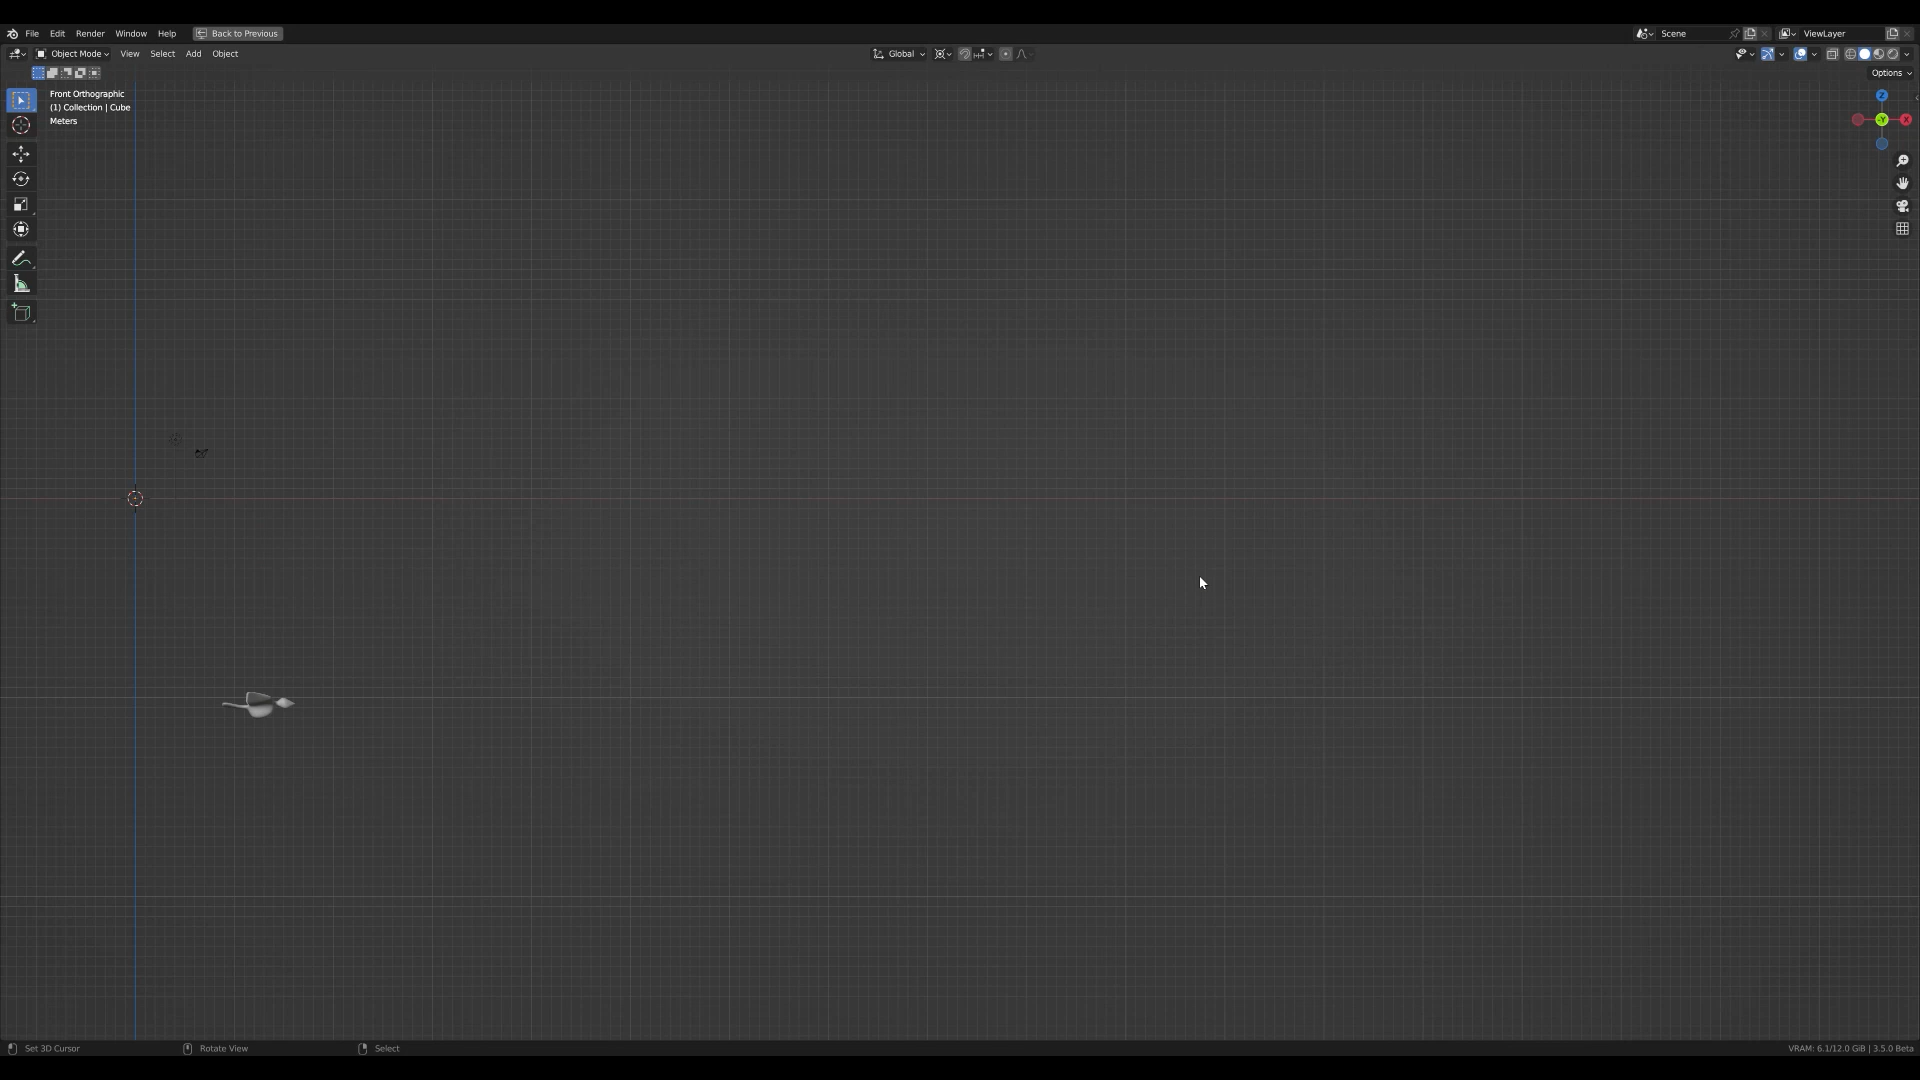 File Edit Render Window Help Back to Previous Scene ViewLayer
Object Mode View Select Add Object Global
Options
Front Orthographic
(1) Collection | Cube
Meters
Z
-Y X
Set 3D Cursor Rotate View Select VRAM: 6.1/12.0 GiB | 3.5.0 Beta